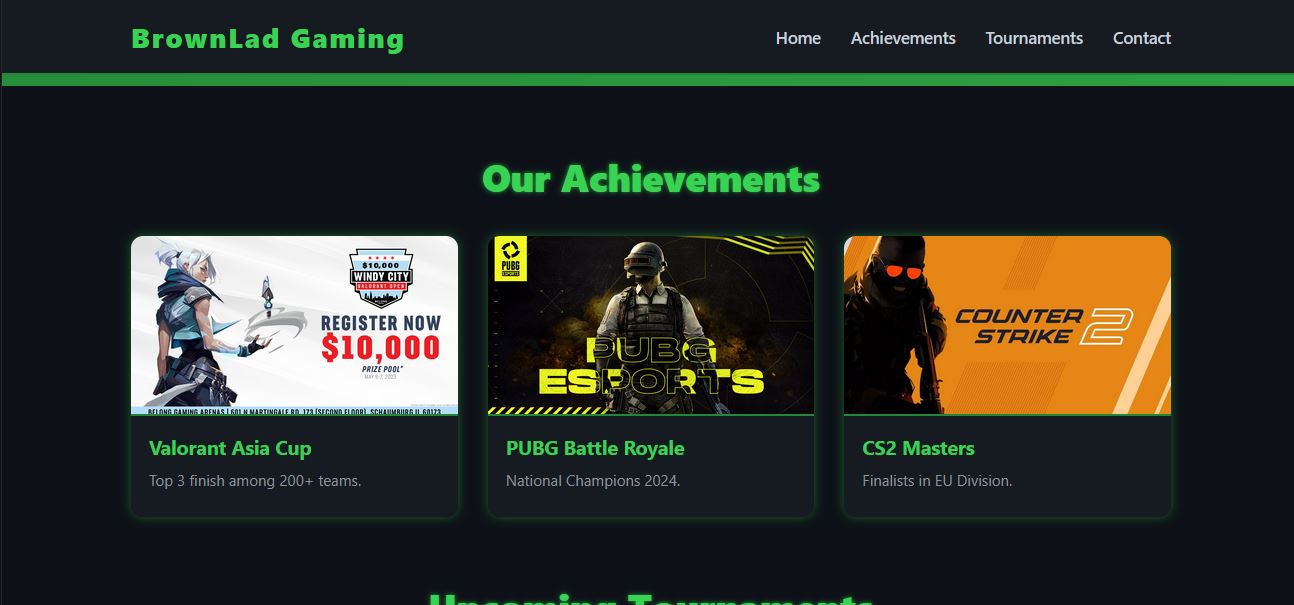 BrownLad Gaming
Home Achievements Tournaments Contact
Our Achievements
$10,000
WINDY CITY
VALORANT OPEN
REGISTER NOW
$10,000
PRIZE POOL*
MAY 6-7, 2023
BELONG GAMING ARENAS | 601 N MARTINGALE RD, 173 (SECOND FLOOR), SCHAUMBURG IL 60173
PUBG
ESPORTS
PUBG
ESPORTS
COUNTER
STRIKE 2
Valorant Asia Cup
Top 3 finish among 200+ teams.
PUBG Battle Royale
National Champions 2024.
CS2 Masters
Finalists in EU Division.
Upcoming Tournaments